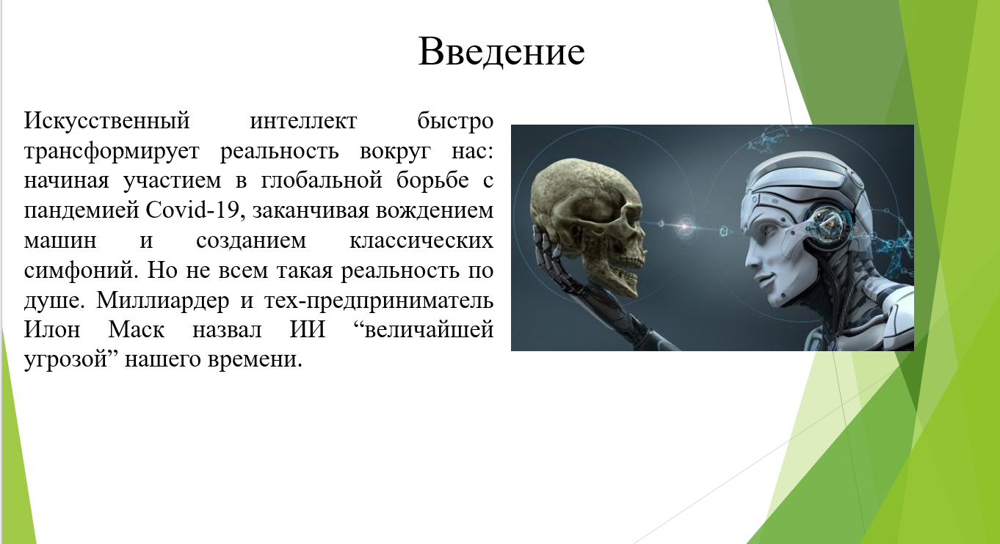 Введение
Искусственный интеллект быстро
трансформирует реальность вокруг нас:
начиная участием в глобальной борьбе с
пандемией Covid-19, заканчивая вождением
машин и созданием классических
симфоний. Но не всем такая реальность по
душе. Миллиардер и тех-предприниматель
Илон Маск назвал ИИ “величайшей
угрозой” нашего времени.